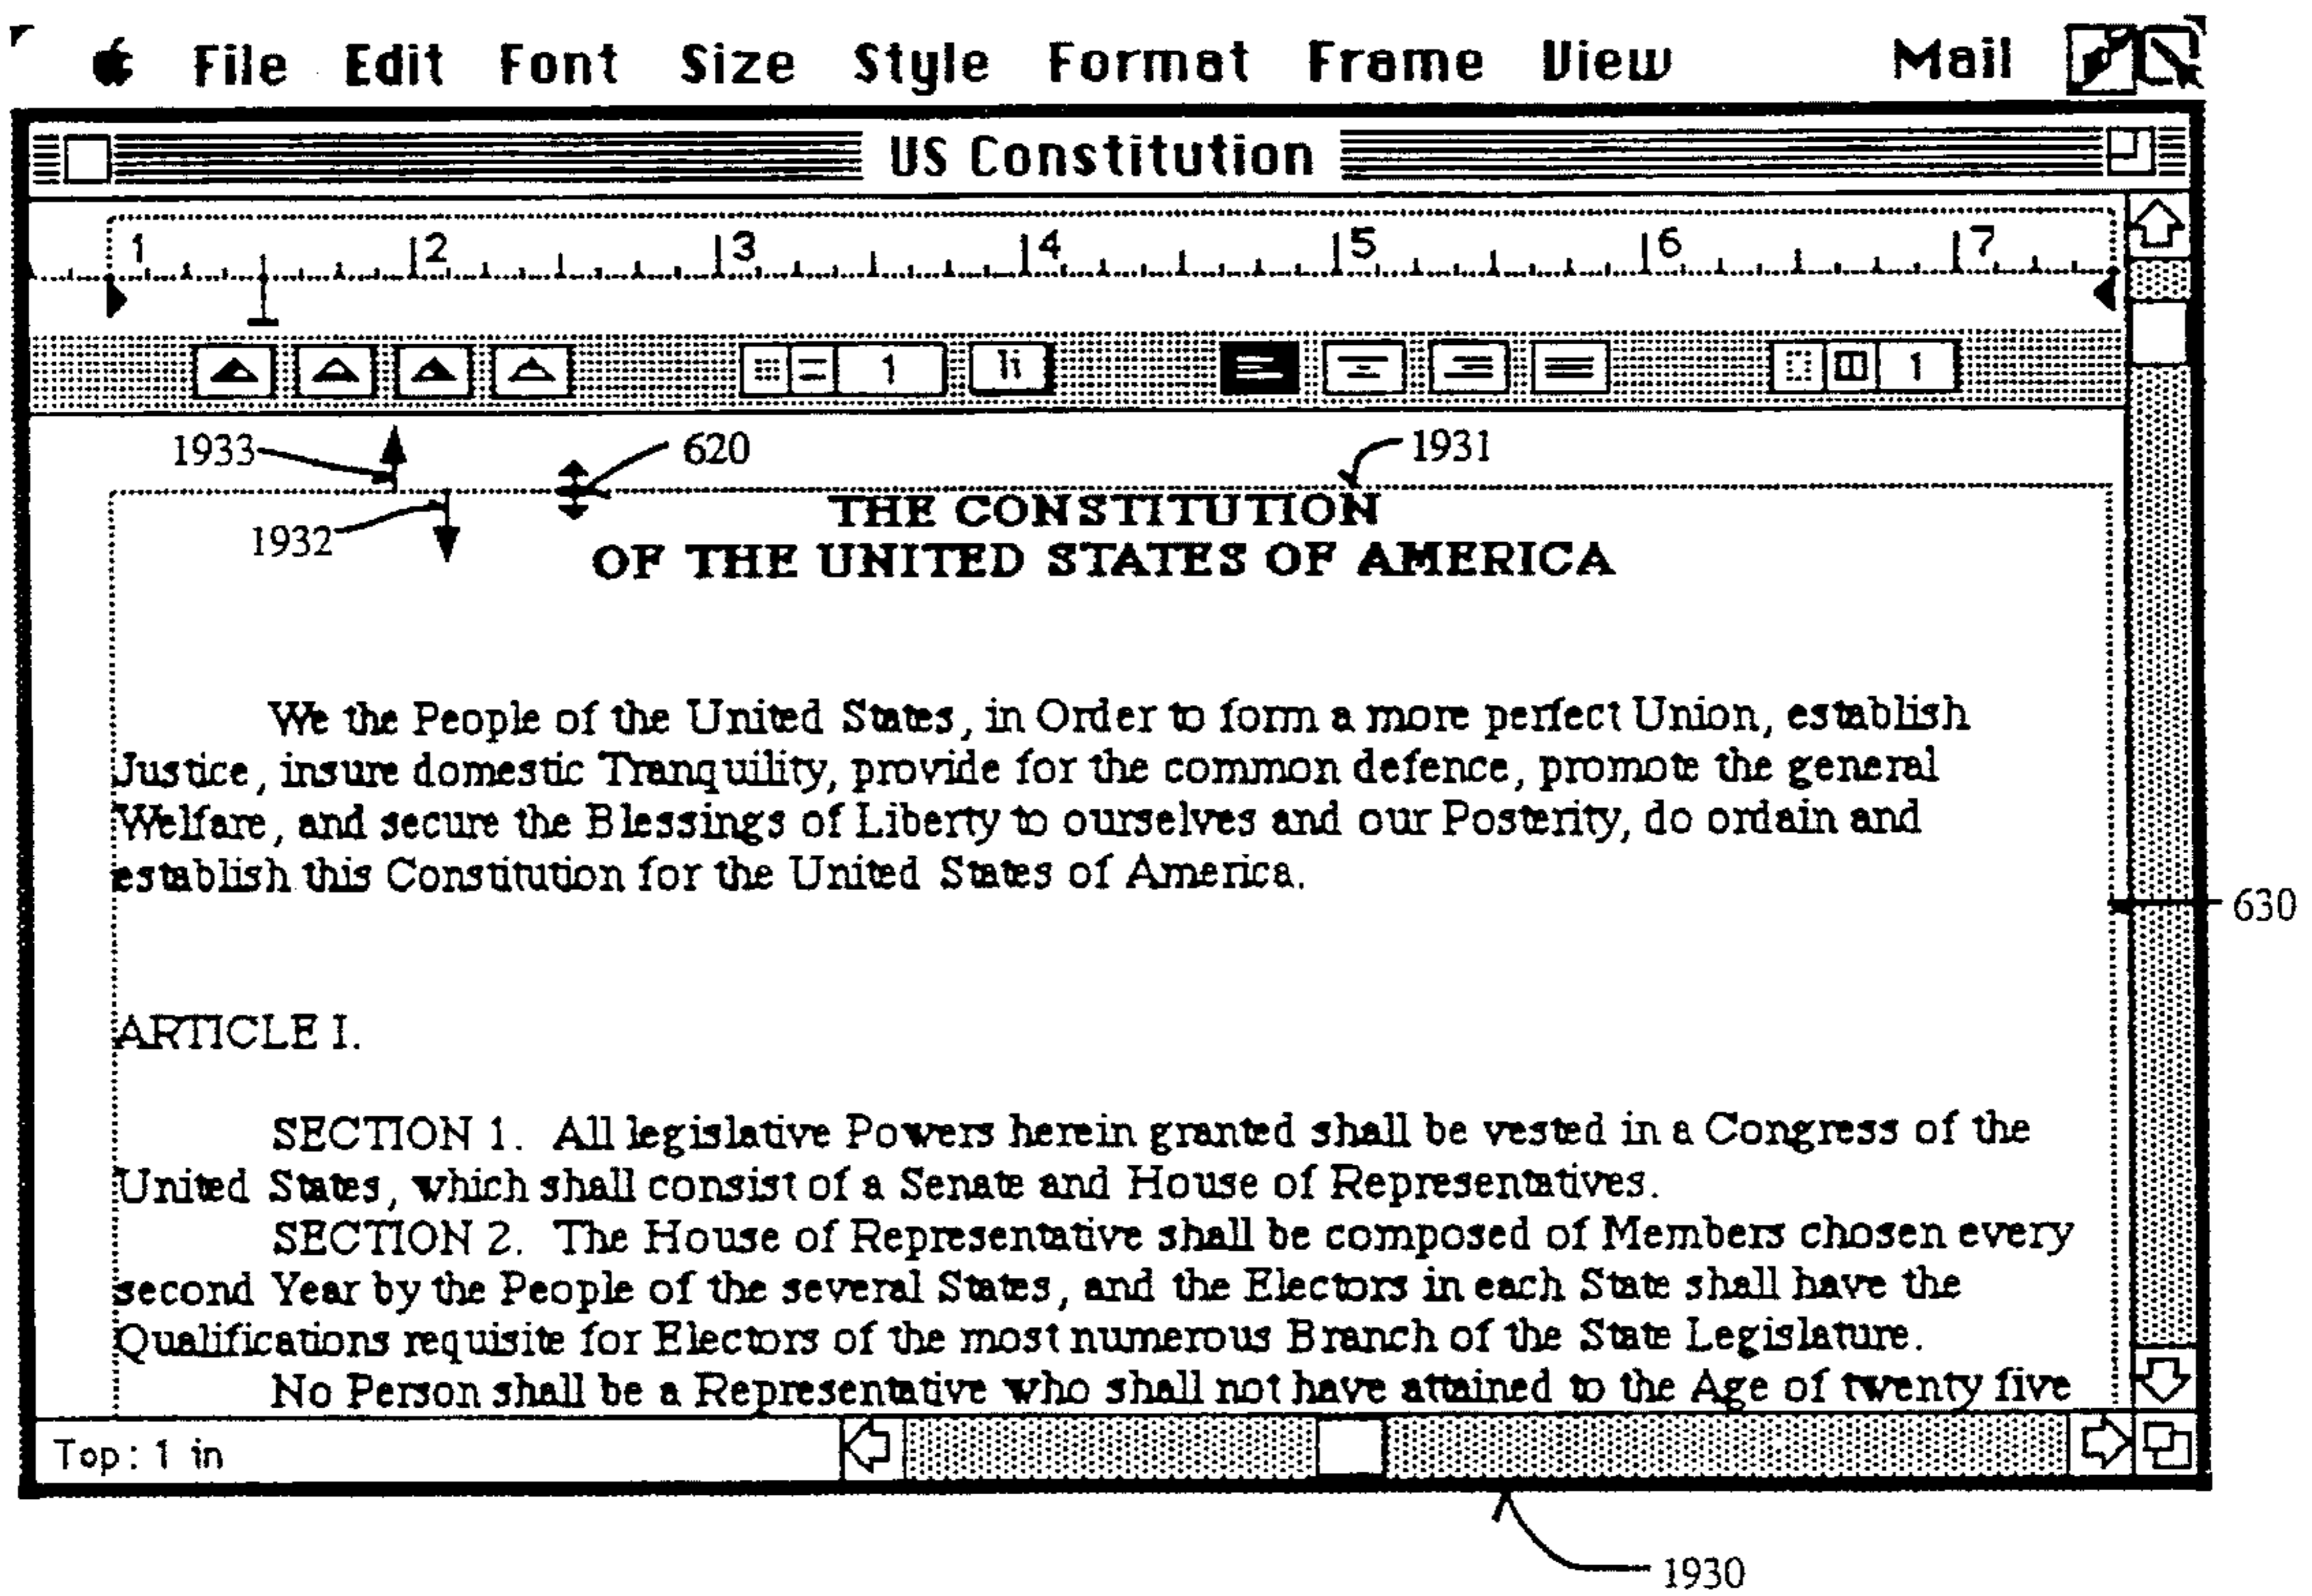 File Edit Font Size Style Format Frame View Mail
US Constitution
1 2 3 4 5 6 7
1 li 1
1933 620 1931
THE CONSTITUTION
1932
OF THE UNITED STATES OF AMERICA
We the People of the United States, in Order to form a more perfect Union, establish
Justice, insure domestic Tranquility, provide for the common defence, promote the general
Welfare, and secure the Blessings of Liberty to ourselves and our Posterity, do ordain and
establish this Constitution for the United States of America.
630
ARTICLE I.
SECTION 1. All legislative Powers herein granted shall be vested in a Congress of the
United States, which shall consist of a Senate and House of Representatives.
SECTION 2. The House of Representative shall be composed of Members chosen every
second Year by the People of the several States, and the Electors in each State shall have the
Qualifications requisite for Electors of the most numerous Branch of the State Legislature.
No Person shall be a Representative who shall not have attained to the Age of twenty five
Top: 1 in
1930